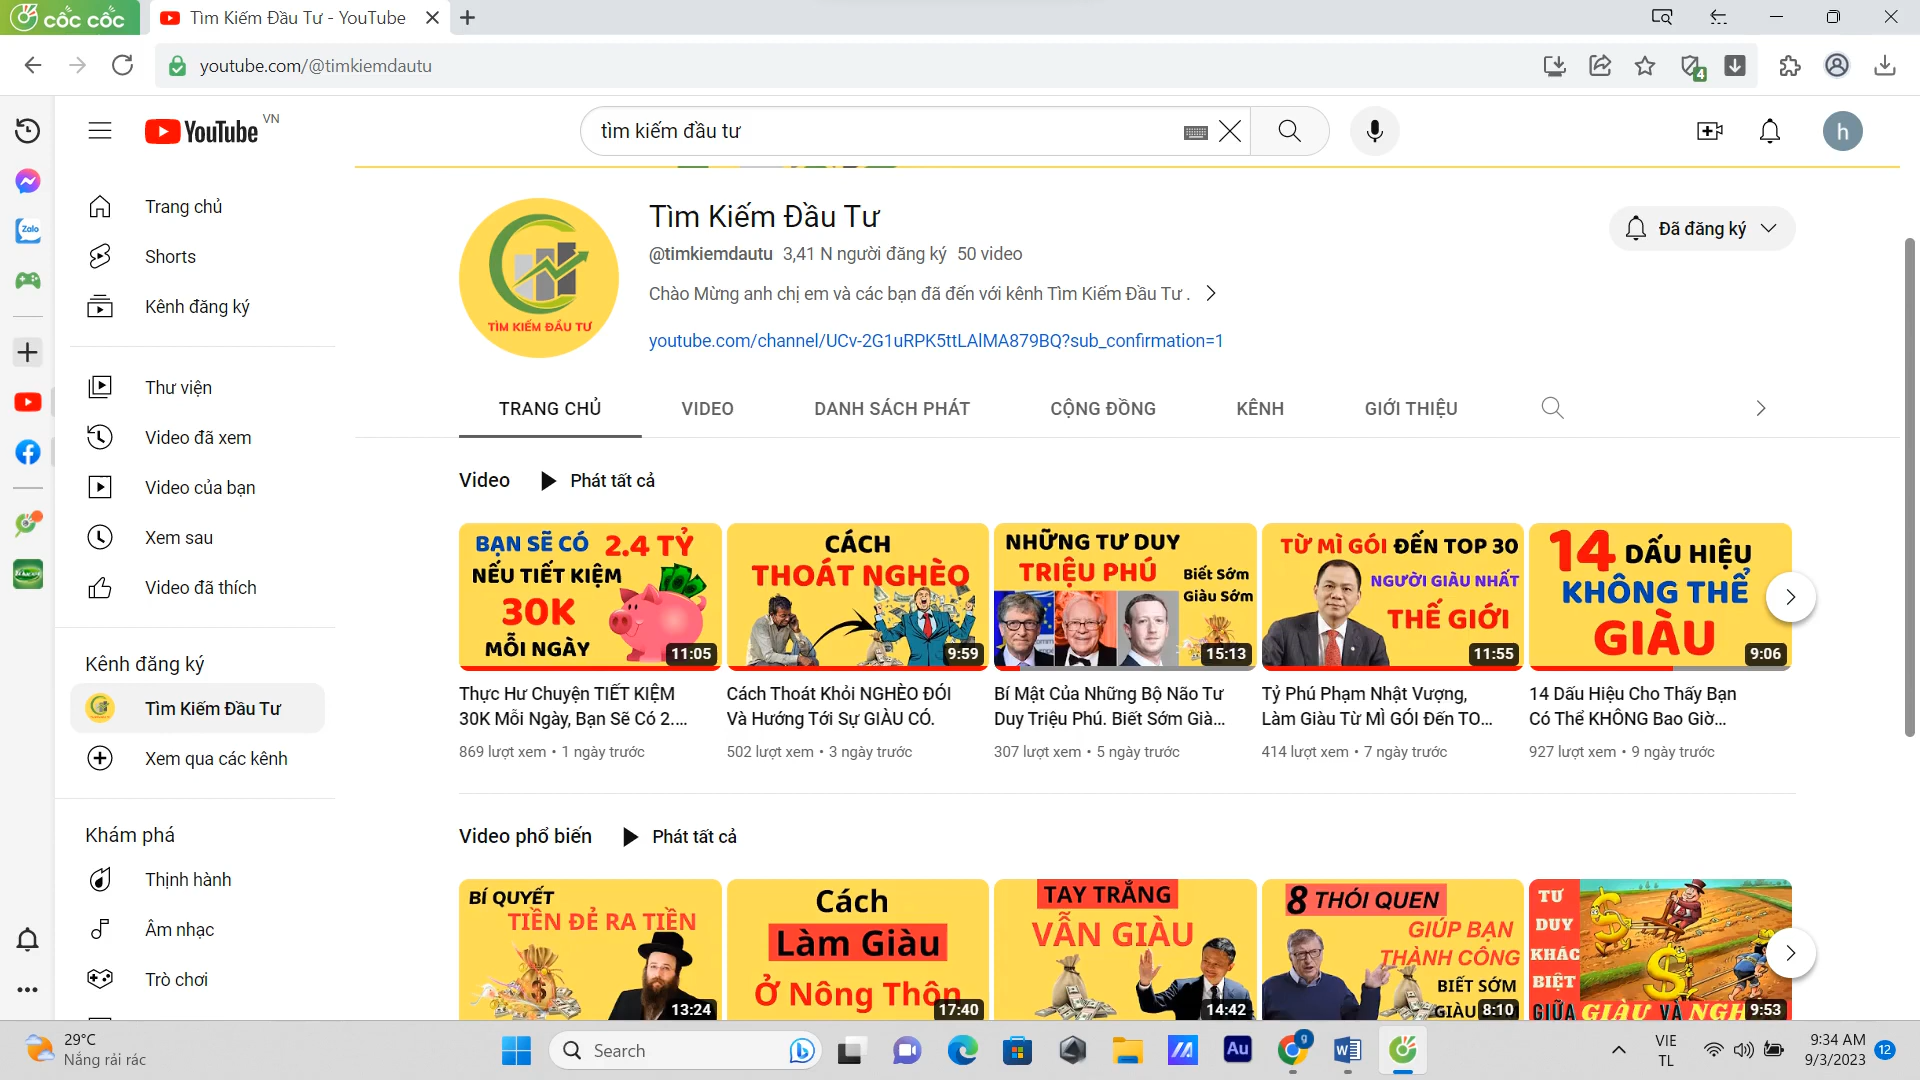 cốc cốc
Tìm Kiếm Đầu Tư - YouTube
youtube.com/@timkiemdautu
4
YouTube VN
tìm kiếm đầu tư
h
Zalo
Trang chủ
Shorts
Kênh đăng ký
Thư viện
Video đã xem
Video của bạn
Xem sau
Video đã thích
Kênh đăng ký
Tìm Kiếm Đầu Tư
Xem qua các kênh
Khám phá
Thịnh hành
Âm nhạc
Trò chơi
TÌM KIẾM ĐẦU TƯ
Tìm Kiếm Đầu Tư
@timkiemdautu 3,41 N người đăng ký 50 video
Chào Mừng anh chị em và các bạn đã đến với kênh Tìm Kiếm Đầu Tư .
youtube.com/channel/UCv-2G1uRPK5ttLAlMA879BQ?sub_confirmation=1
Đã đăng ký
TRANG CHỦ VIDEO DANH SÁCH PHÁT CỘNG ĐỒNG KÊNH GIỚI THIỆU
Video Phát tất cả
BẠN SẼ CÓ 2.4 TỶ
NẾU TIẾT KIỆM
30K
MỖI NGÀY
11:05
Thực Hư Chuyện TIẾT KIỆM
30K Mỗi Ngày, Bạn Sẽ Có 2....
869 lượt xem • 1 ngày trước
CÁCH
THOÁT NGHÈO
9:59
Cách Thoát Khỏi NGHÈO ĐÓI
Và Hướng Tới Sự GIÀU CÓ.
502 lượt xem • 3 ngày trước
NHỮNG TƯ DUY
TRIỆU PHÚ
Biết Sớm
Giàu Sớm
15:13
Bí Mật Của Những Bộ Não Tư
Duy Triệu Phú. Biết Sớm Già...
307 lượt xem • 5 ngày trước
TỪ MÌ GÓI ĐẾN TOP 30
NGƯỜI GIÀU NHẤT
THẾ GIỚI
11:55
Tỷ Phú Phạm Nhật Vượng,
Làm Giàu Từ MÌ GÓI Đến TO...
414 lượt xem • 7 ngày trước
14 DẤU HIỆU
KHÔNG THỂ
GIÀU
9:06
14 Dấu Hiệu Cho Thấy Bạn
Có Thể KHÔNG Bao Giờ...
927 lượt xem • 9 ngày trước
Video phổ biến Phát tất cả
BÍ QUYẾT
TIỀN ĐẺ RA TIỀN
13:24
Cách
Làm Giàu
Ở Nông Thôn
17:40
TAY TRẮNG
VẪN GIÀU
14:42
8 THÓI QUEN
GIÚP BẠN
THÀNH CÔNG
BIẾT SỚM
GIÀU
8:10
TƯ
DUY
KHÁC
BIỆT
GIỮA GIÀU VÀ NGH
9:53
29°C
Nắng rải rác
Search
Au
g
VIE
TL
9:34 AM
9/3/2023
12